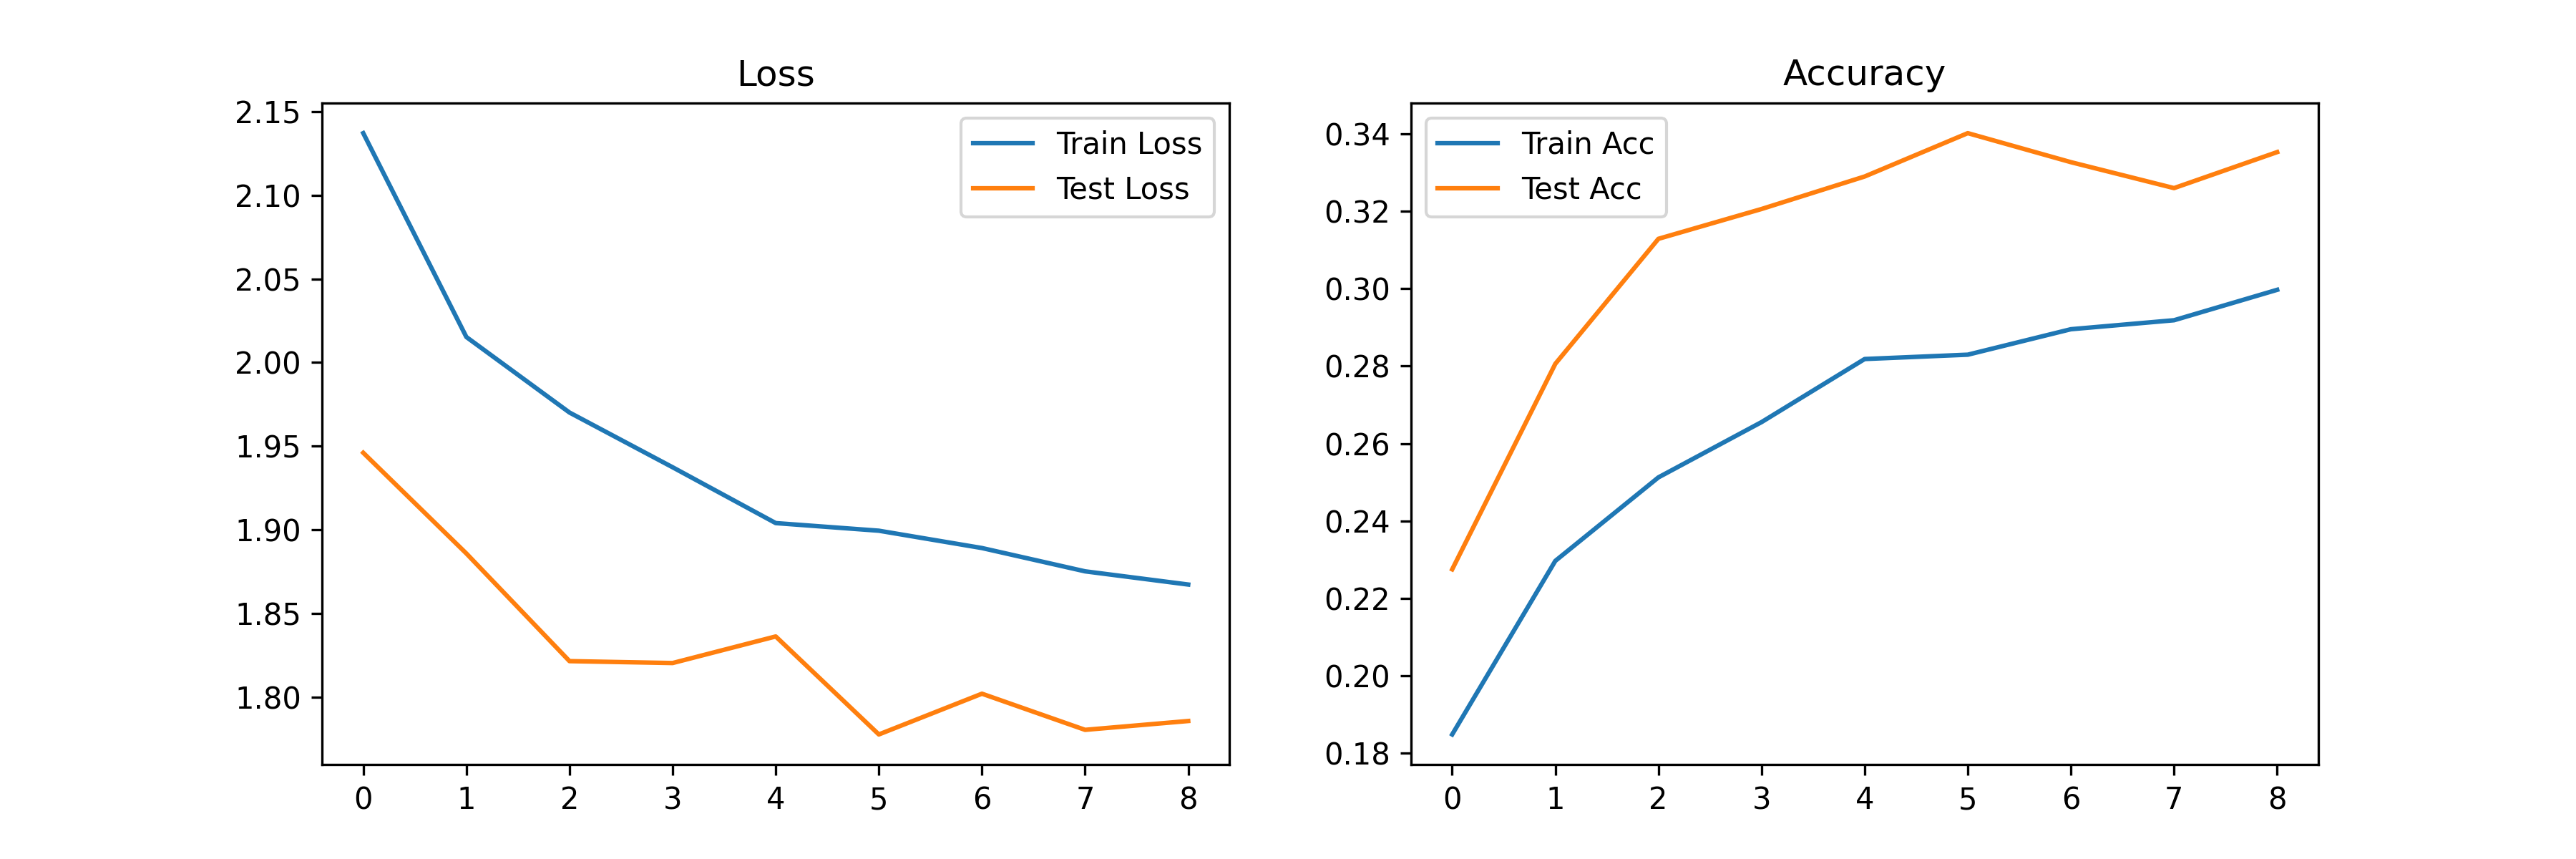 Loss
2.15
2.10
2.05
2.00
1.95
1.90
1.85
1.80
Train Loss
Test Loss
0 1 2 3 4 5 6 7 8
Accuracy
0.34
0.32
0.30
0.28
0.26
0.24
0.22
0.20
0.18
Train Acc
Test Acc
0 1 2 3 4 5 6 7 8